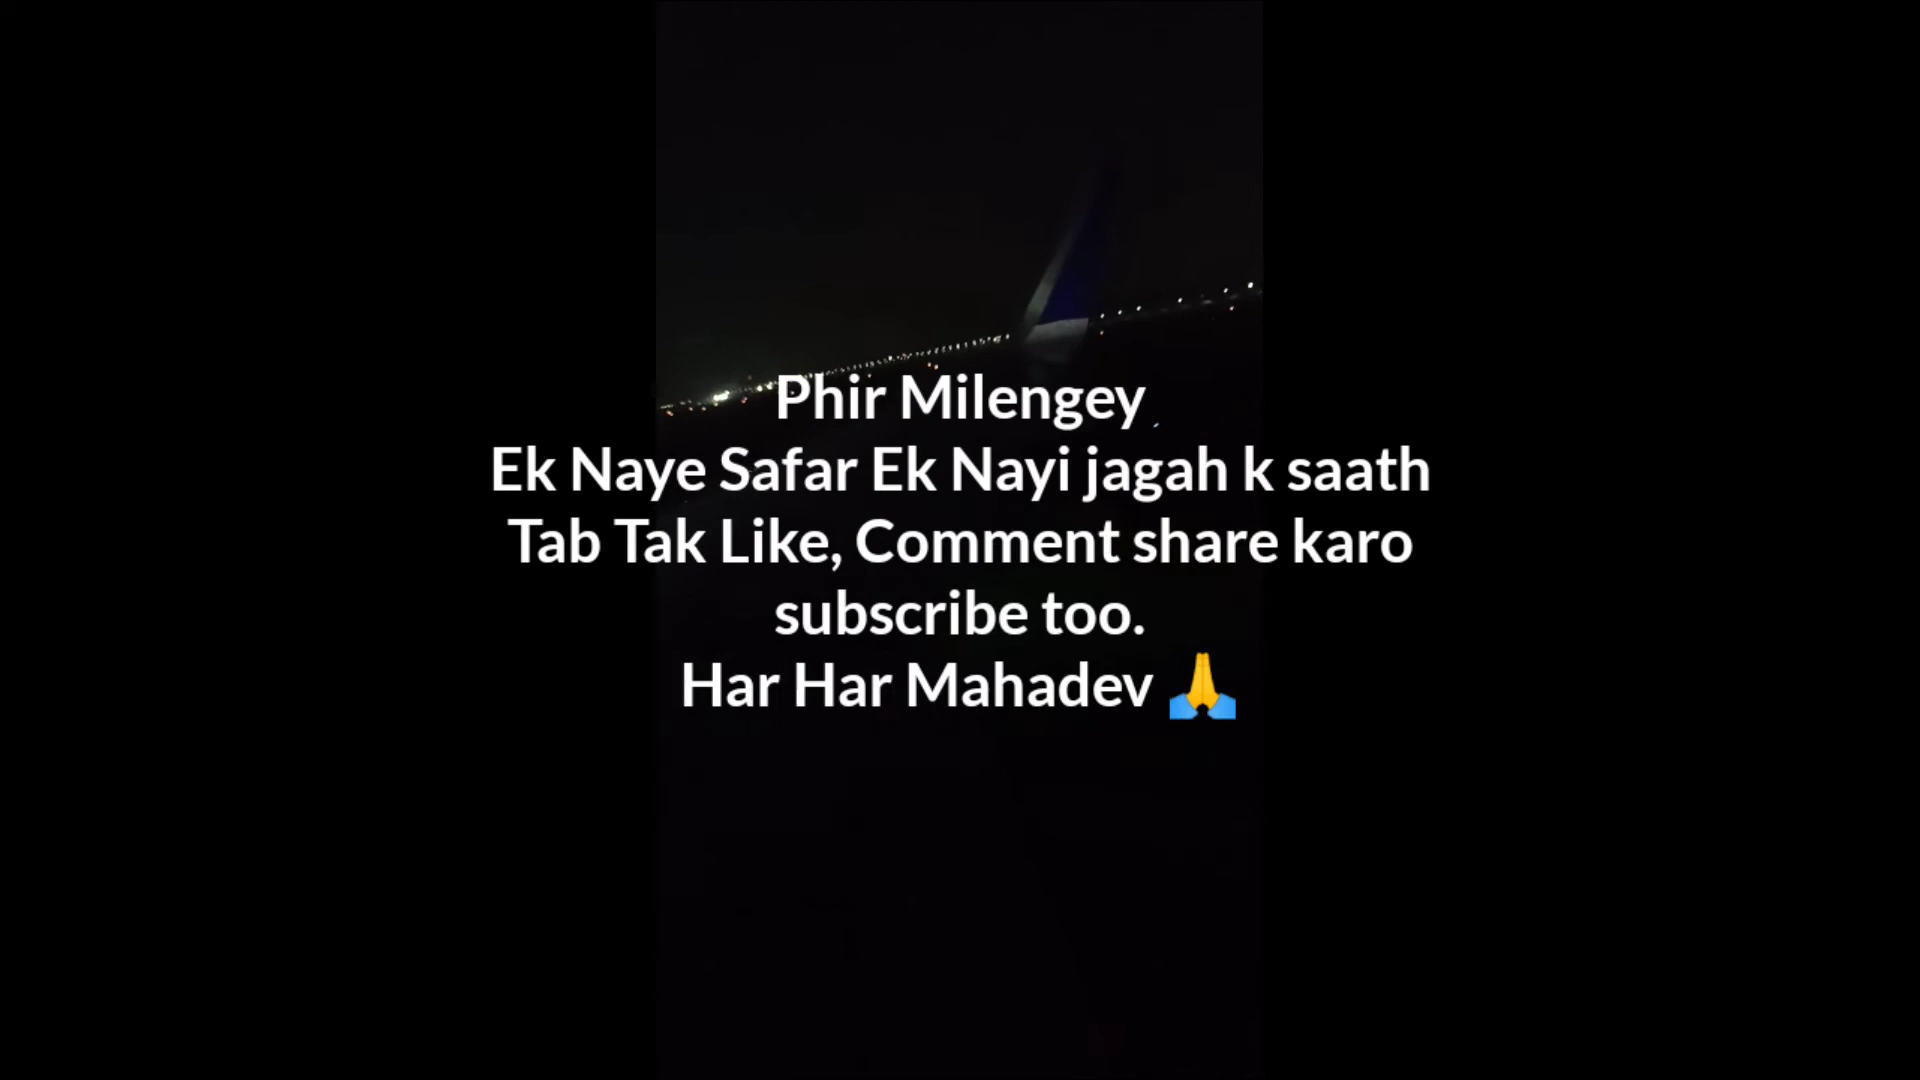 Phir Milengey
Ek Naye Safar Ek Nayi jagah k saath
Tab Tak Like, Comment share karo
subscribe too.
Har Har Mahadev 🙏